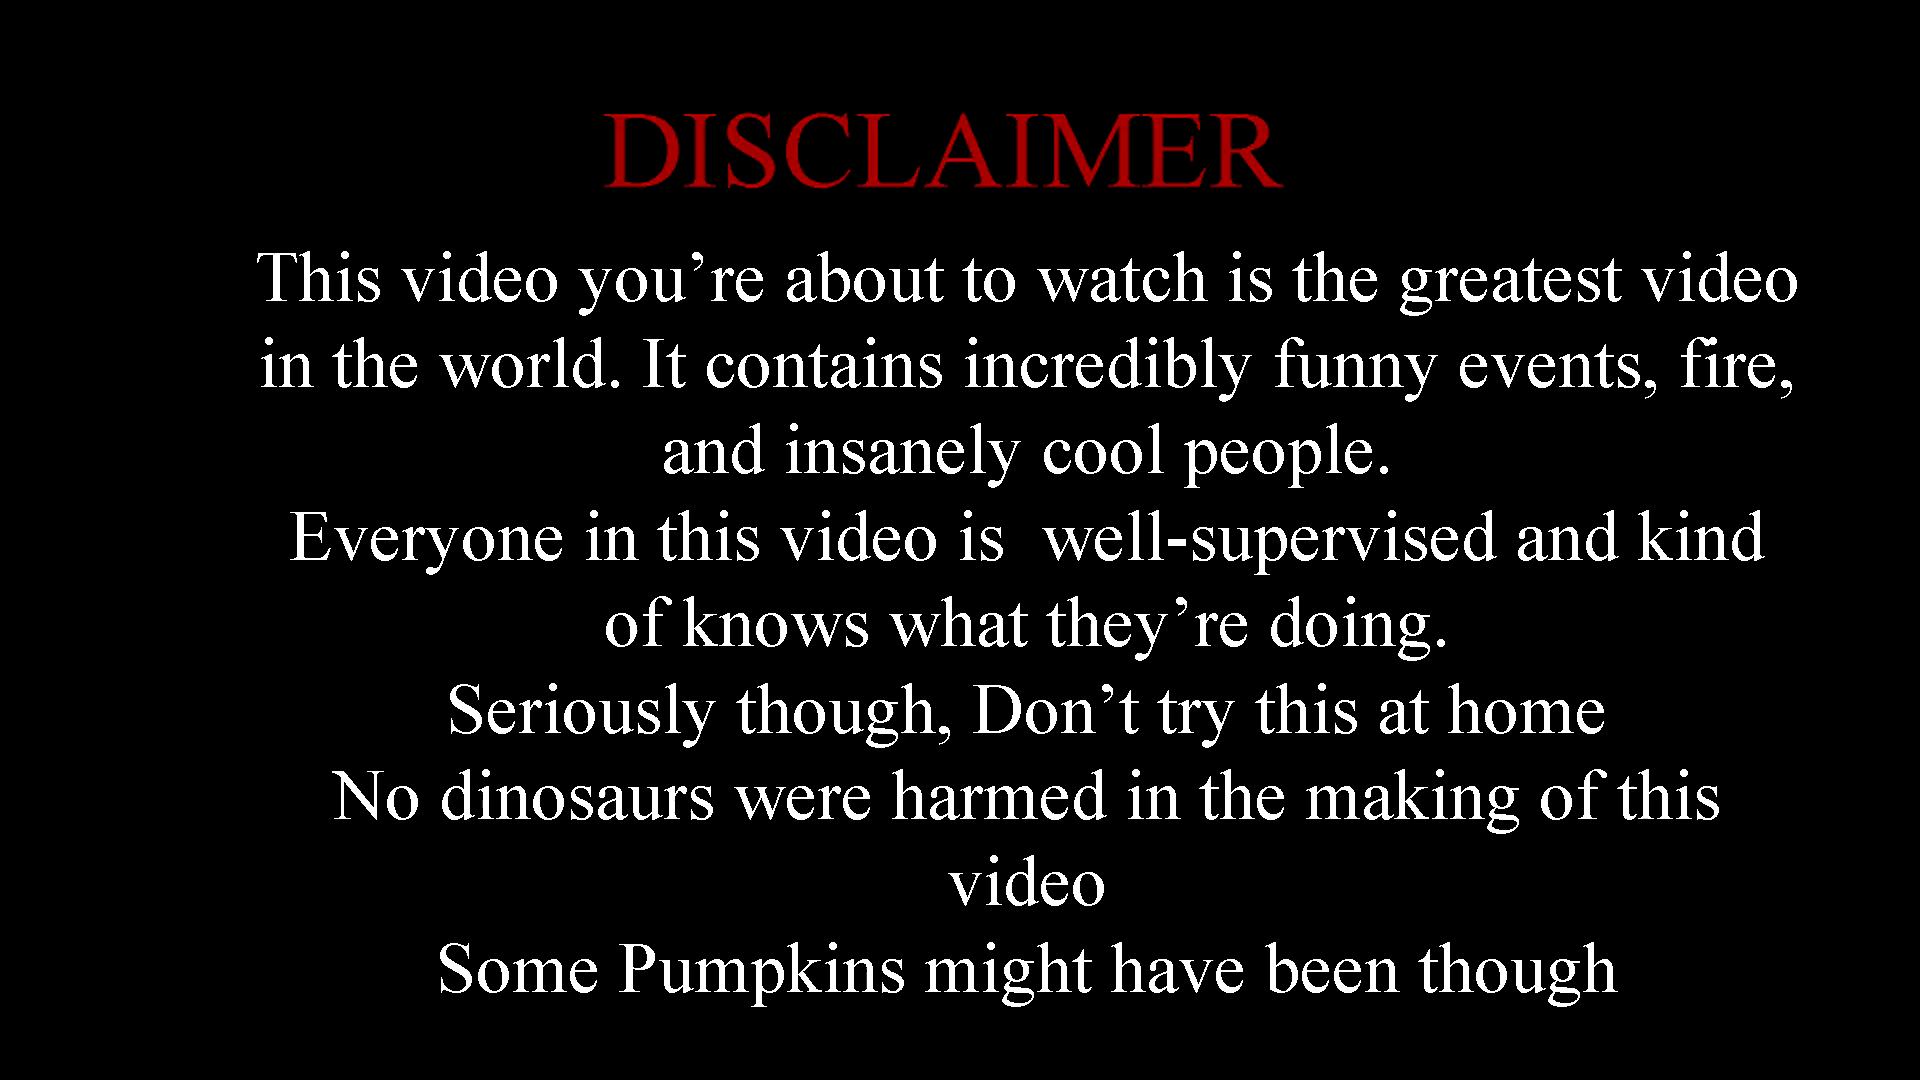 DISCLAIMER
This video you’re about to watch is the greatest video
in the world. It contains incredibly funny events, fire,
and insanely cool people.
Everyone in this video is  well-supervised and kind
of knows what they’re doing.
Seriously though, Don’t try this at home
No dinosaurs were harmed in the making of this
video
Some Pumpkins might have been though